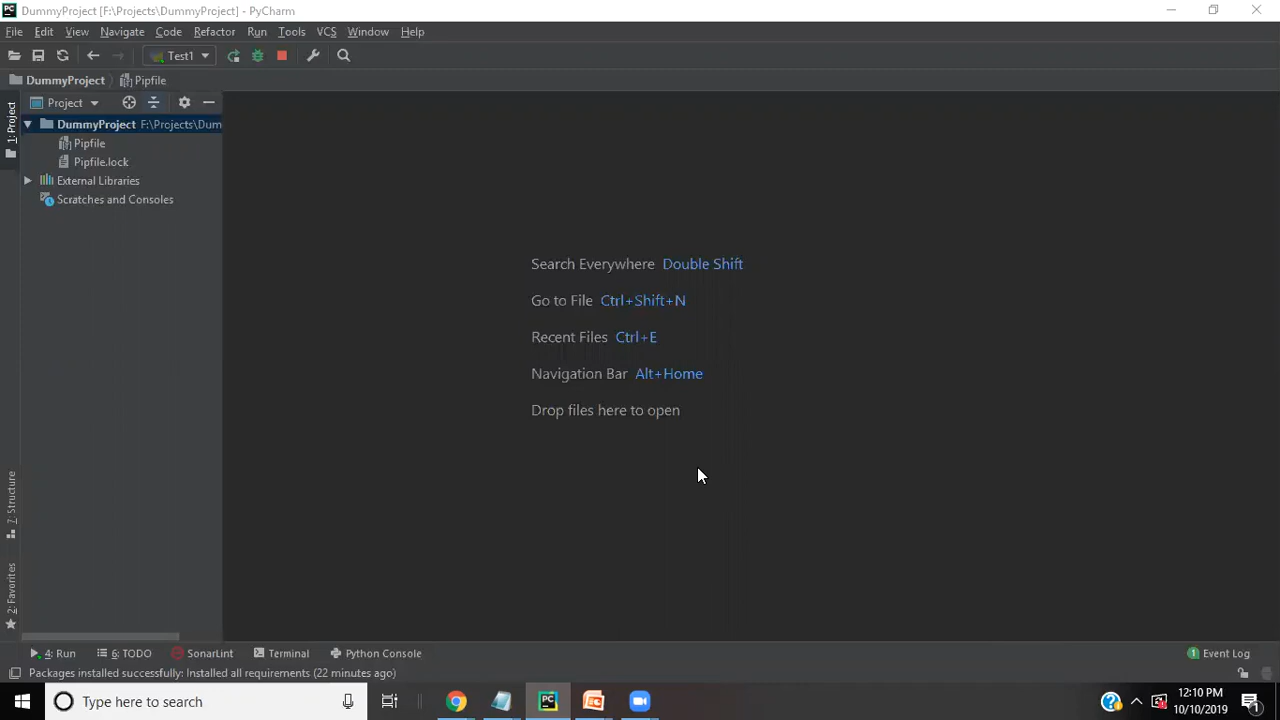 DummyProject [F:\Projects\DummyProject] - PyCharm
File Edit View Navigate Code Refactor Run Tools VCS Window Help
Test1
DummyProject Pipfile
1: Project
Project
DummyProject F:\Projects\Dum
Pipfile
Pipfile.lock
External Libraries
Scratches and Consoles
Search Everywhere Double Shift
Go to File Ctrl+Shift+N
Recent Files Ctrl+E
Navigation Bar Alt+Home
Drop files here to open
7: Structure
2: Favorites
4: Run 6: TODO SonarLint Terminal Python Console 1 Event Log
Packages installed successfully: Installed all requirements (22 minutes ago)
Type here to search
12:10 PM
10/10/2019
1